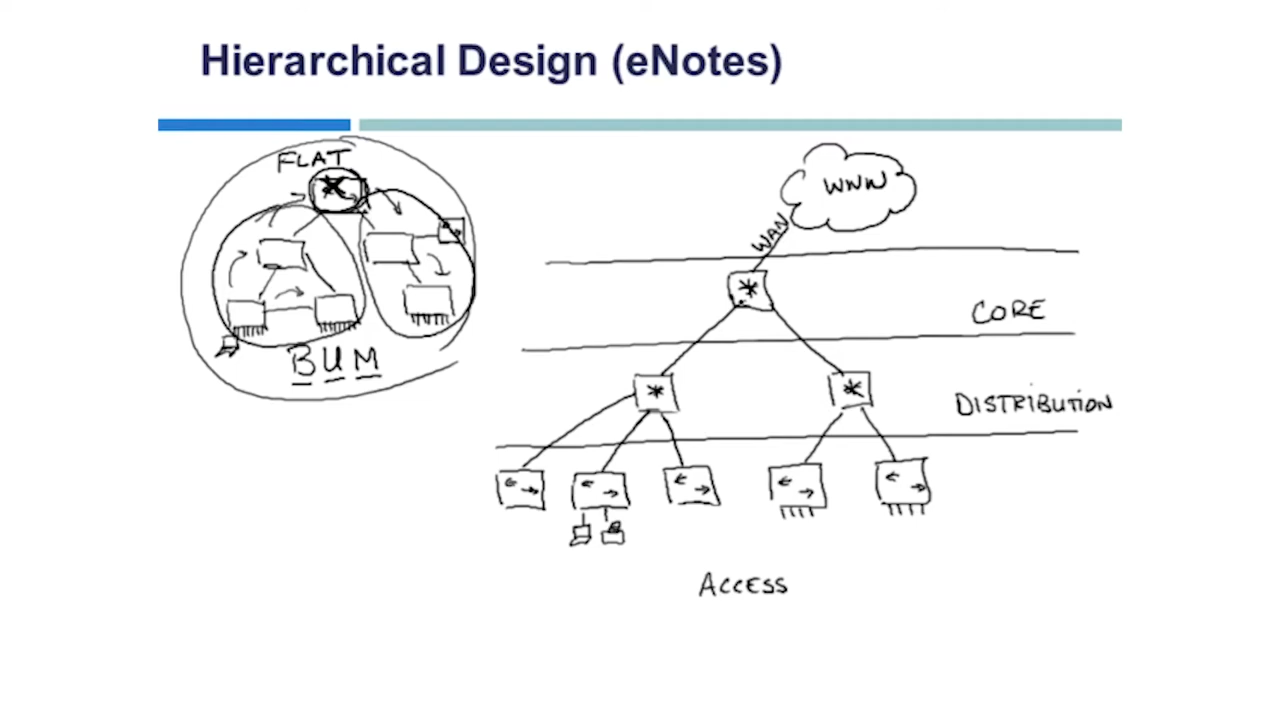 Hierarchical Design (eNotes)
FLAT
BUM
WWW
WAN
CORE
DISTRIBUTION
ACCESS